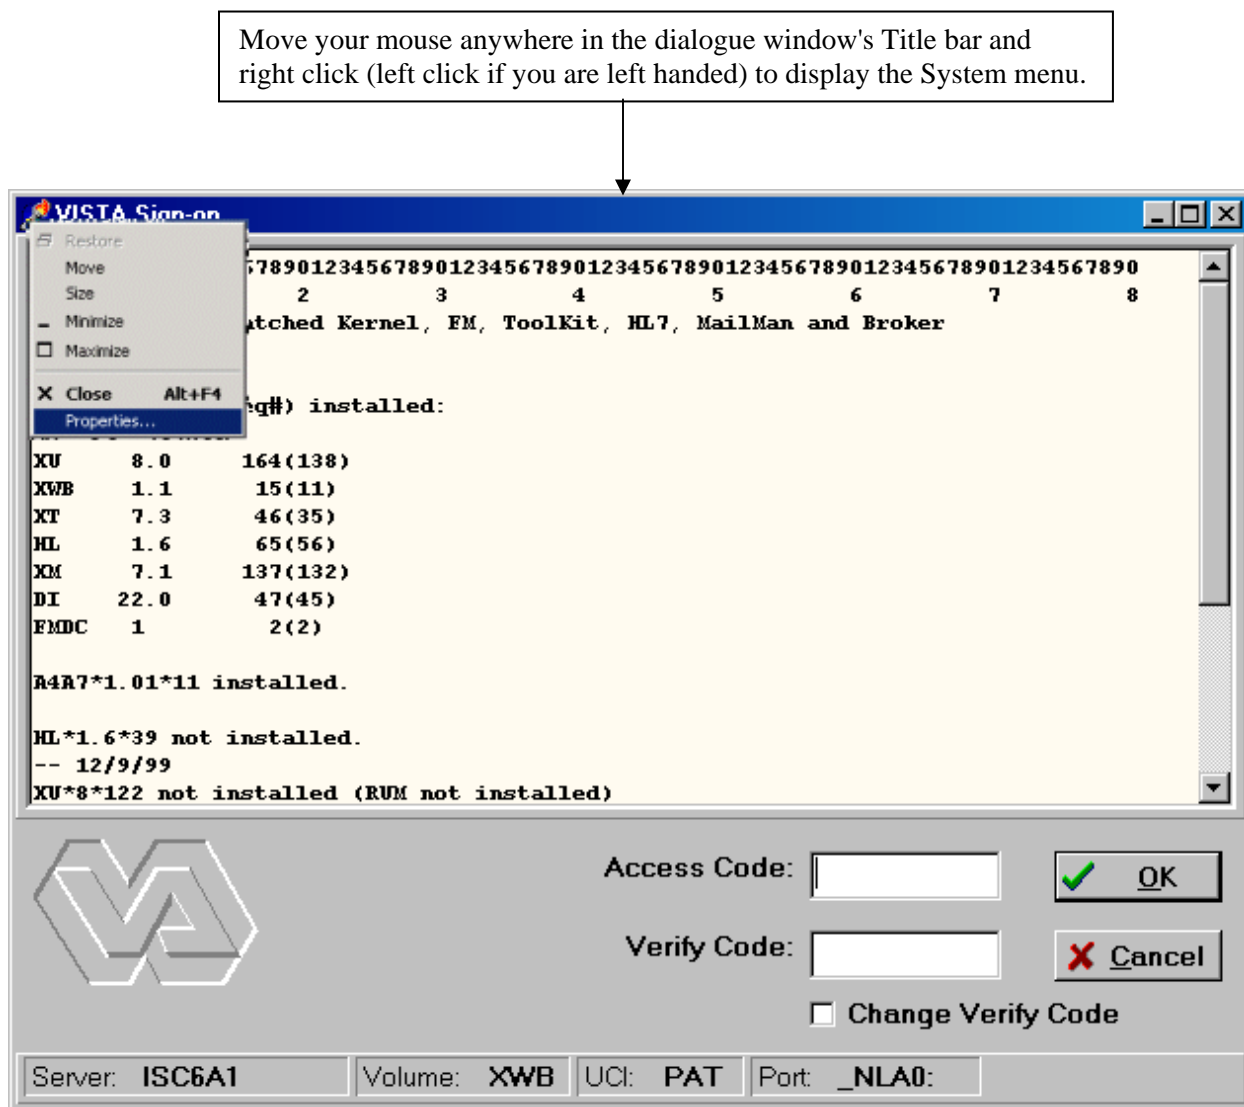 Move your mouse anywhere in the dialogue window's Title bar and
right click (left click if you are left handed) to display the System menu.
VISTA Sign-on
Restore
Move
Size
Minimize
Maximize
Close Alt+F4
Properties...
7890123456789012345678901234567890123456789012345678901234567890
2 3 4 5 6 7 8
tched Kernel, FM, ToolKit, HL7, MailMan and Broker
q#) installed:
XU 8.0 164(138)
XWB 1.1 15(11)
XT 7.3 46(35)
HL 1.6 65(56)
XM 7.1 137(132)
DI 22.0 47(45)
FMDC 1 2(2)
A4A7*1.01*11 installed.
HL*1.6*39 not installed.
-- 12/9/99
XU*8*122 not installed (RUM not installed)
Access Code:
OK
Verify Code:
Cancel
Change Verify Code
Server: ISC6A1 Volume: XWB UCI: PAT Port: _NLA0: